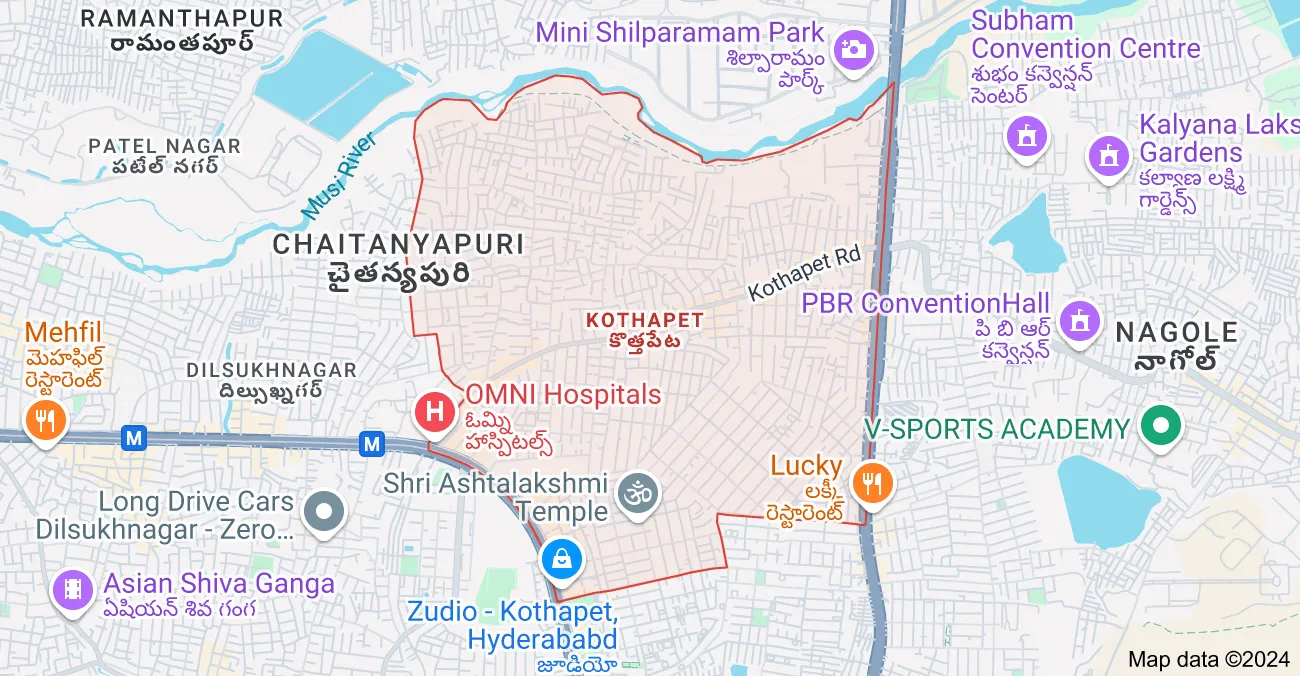 RAMANTHAPUR
రామంతపూర్
Mini Shilparamam Park
శిల్పారామం
పార్క్
Subham
Convention Centre
శుభం కన్వెన్షన్
సెంటర్
Kalyana Laks
Gardens
కల్యాణ లక్ష్మి
గార్డెన్స్
PATEL NAGAR
పటేల్ నగర్
Musi River
CHAITANYAPURI
చైతన్యపురి
Kothapet Rd
PBR ConventionHall
పి బి ఆర్
కన్వెన్షన్
KOTHAPET
కొత్తపేట
NAGOLE
నాగోల్
Mehfil
మెహఫిల్
రెస్టారెంట్
DILSUKHNAGAR
దిల్సుఖ్నగర్
H
OMNI Hospitals
ఓమ్ని
హాస్పిటల్స్
M
M
V-SPORTS ACADEMY
Lucky
లక్కీ
రెస్టారెంట్
Shri Ashtalakshmi
Temple
ॐ
Long Drive Cars
Dilsukhnagar - Zero...
Asian Shiva Ganga
ఏషియన్ శివ గంగ
Zudio - Kothapet,
Hyderababd
జూడియో
Map data ©2024